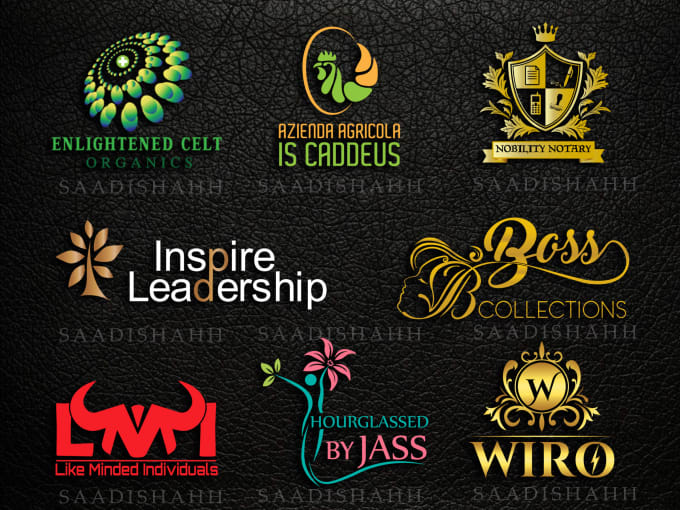 ENLIGHTENED CELT
ORGANICS
SAADISHAHH
AZIENDA AGRICOLA
IS CADDEUS
SAADISHAHH
NOBILITY NOTARY
SAADISHAHH
Inspire
Leadership
SAADISHAHH
SAADISHAHH
Boss
B COLLECTIONS
SAADISHAHH
LMI
Like Minded Individuals
SAADISHAHH
HOURGLASSED
BY JASS
SAADISHAHH
W
WIRO
SAADISHAHH